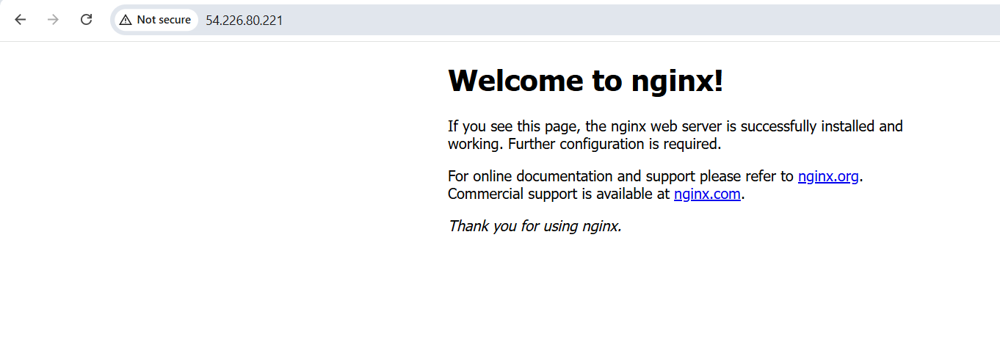 Not secure 54.226.80.221
Welcome to nginx!
If you see this page, the nginx web server is successfully installed and
working. Further configuration is required.
For online documentation and support please refer to nginx.org.
Commercial support is available at nginx.com.
Thank you for using nginx.